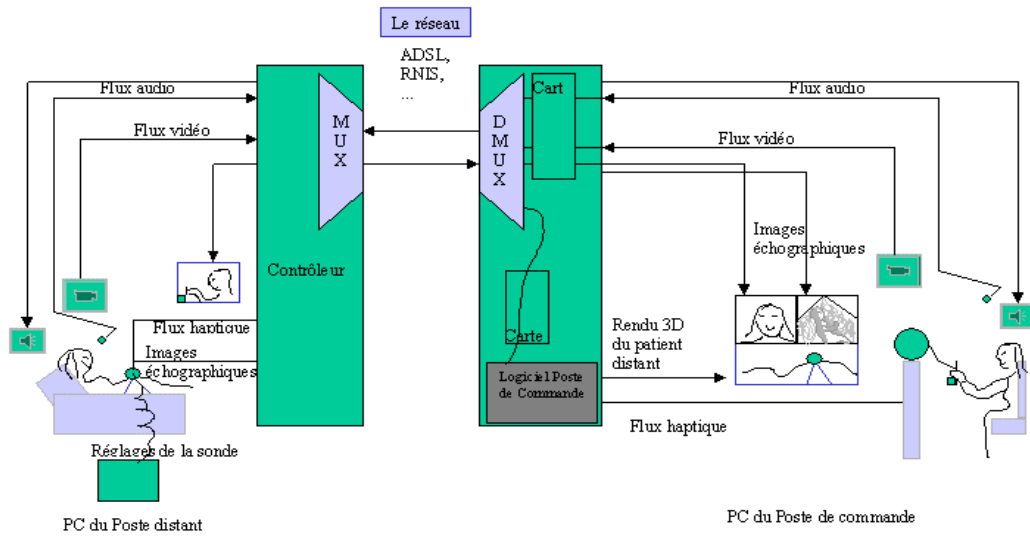 Le réseau
ADSL,
RNIS,
...
Flux audio
Flux vidéo
MUX
Contrôleur
Flux haptique
Images
échographiques
Réglages de la sonde
PC du Poste distant
DMUX
Cart
Carte
Logiciel Poste
de Commande
Flux audio
Flux vidéo
Images
échographiques
Rendu 3D
du patient
distant
Flux haptique
PC du Poste de commande